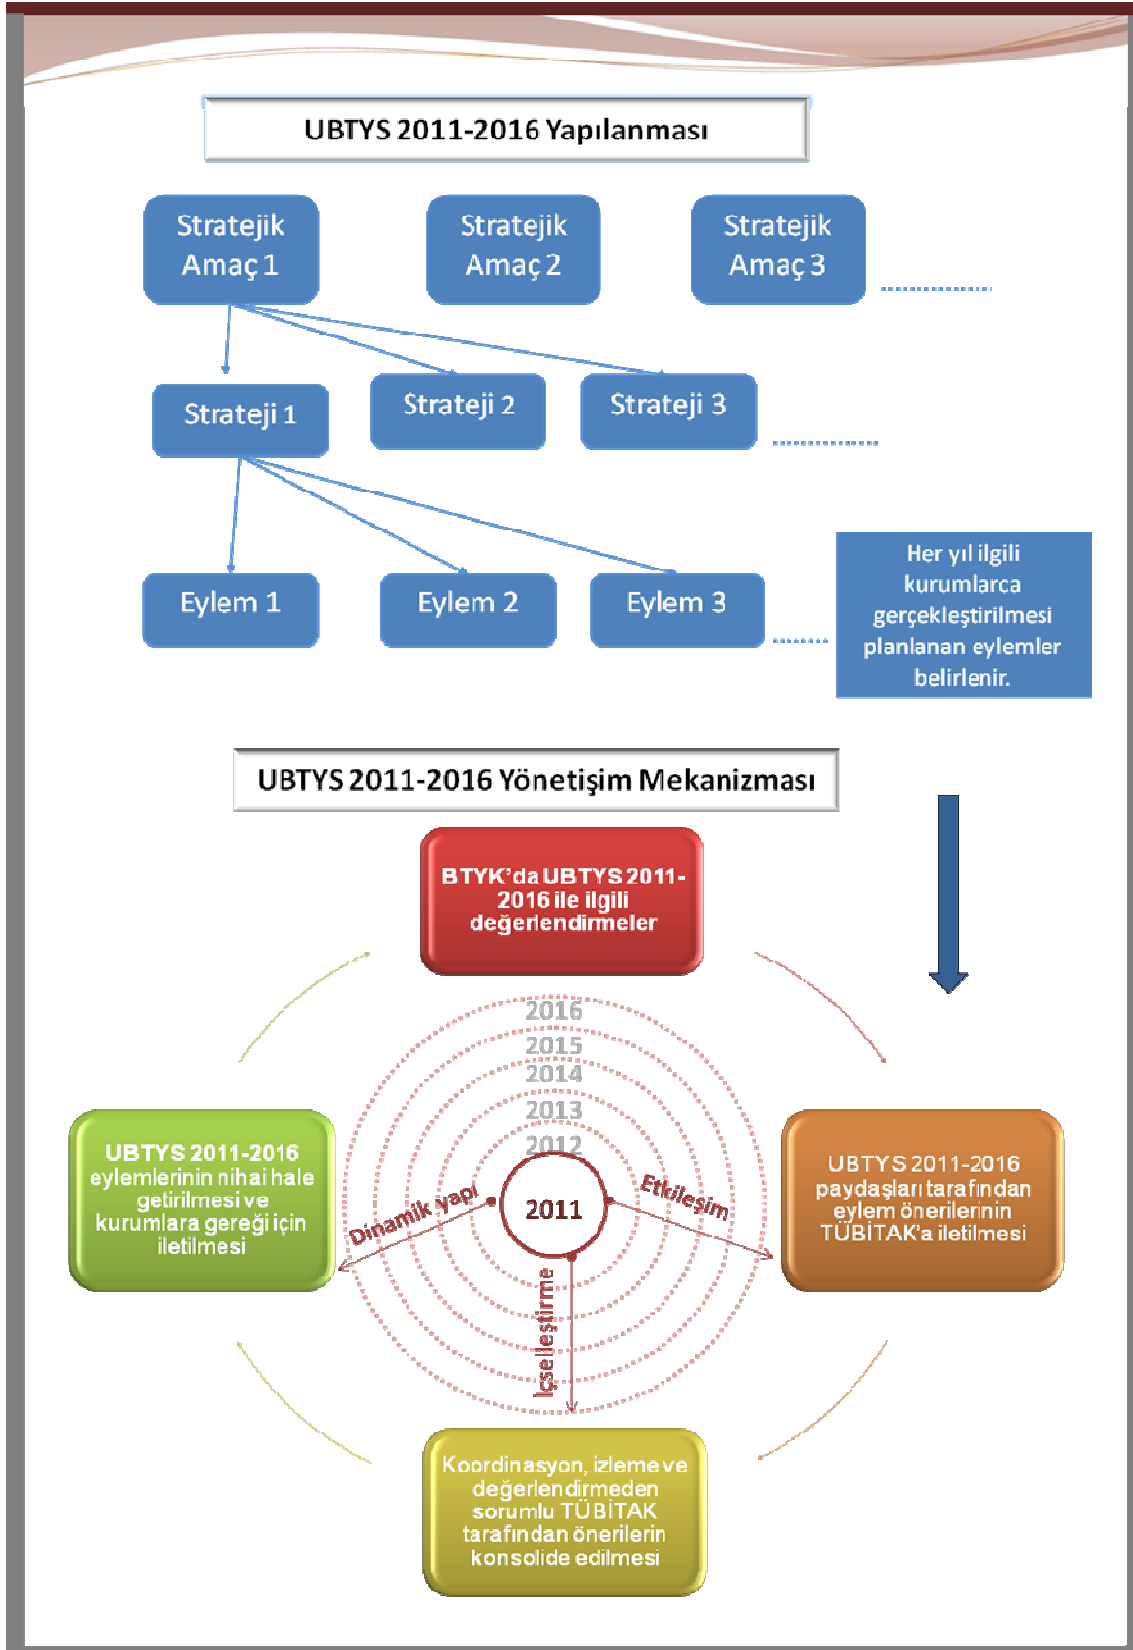 UBTYS 2011-2016 Yapılanması
Stratejik
Amaç 1
Stratejik
Amaç 2
Stratejik
Amaç 3
Strateji 1
Strateji 2
Strateji 3
Eylem 1
Eylem 2
Eylem 3
Her yıl ilgili
kurumlarca
gerçekleştirilmesi
planlanan eylemler
belirlenir.
UBTYS 2011-2016 Yönetişim Mekanizması
BTYK'da UBTYS 2011-
2016 ile ilgili
değerlendirmeler
2016
2015
2014
2013
2012
2011
Dinamik yapı
Etkileşim
İçselleştirme
UBTYS 2011-2016
eylemlerinin nihai hale
getirilmesi ve
kurumlara gereği için
iletilmesi
UBTYS 2011-2016
paydaşları tarafından
eylem önerilerinin
TÜBİTAK'a iletilmesi
Koordinasyon, izleme ve
değerlendirmeden
sorumlu TÜBİTAK
tarafından önerilerin
konsolide edilmesi